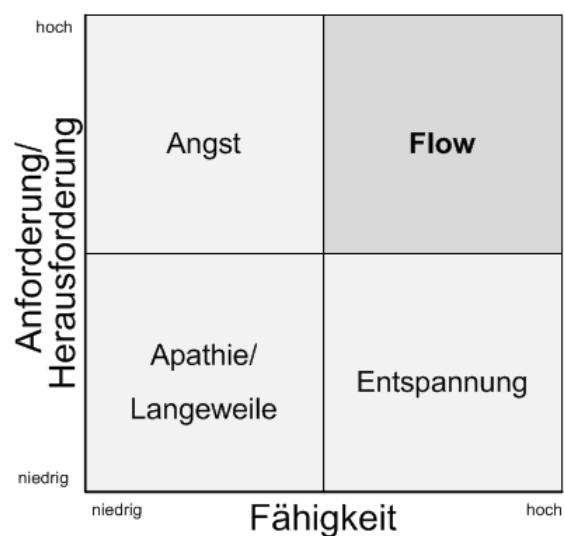 hoch
Anforderung/
Herausforderung
Angst
Flow
Apathie/
Langeweile
Entspannung
niedrig
niedrig
Fähigkeit
hoch